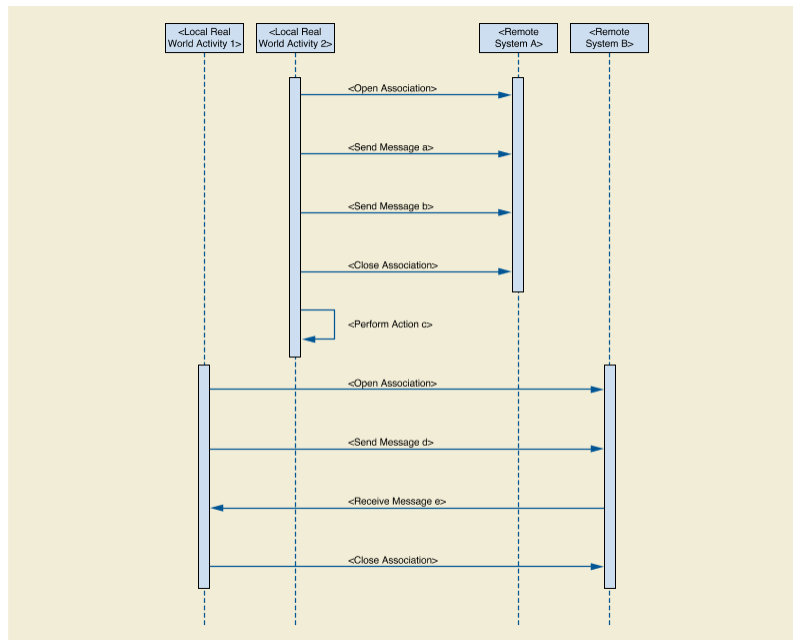 <Local Real
World Activity 1>
<Local Real
World Activity 2>
<Remote
System A>
<Remote
System B>
<Open Association>
<Send Message a>
<Send Message b>
<Close Association>
<Perform Action c>
<Open Association>
<Send Message d>
<Receive Message e>
<Close Association>